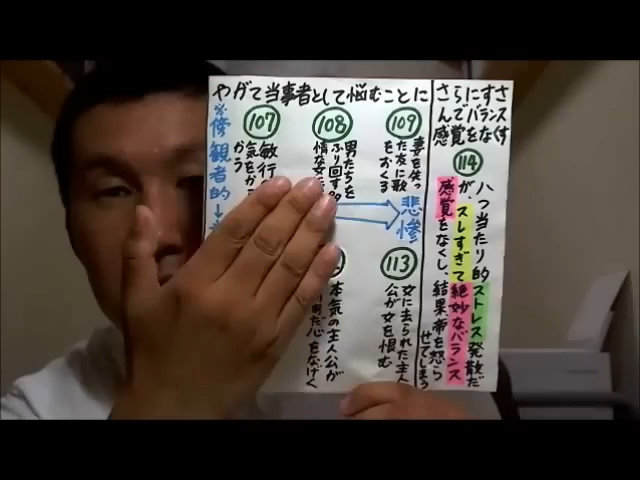 やがて当事者として悩むことに
※傍観者的
107
敏行
108
男たちを
ふり回す
情な女
109
妻を失っ
た友に歌
をおくる
悲惨
本気の主人公が
心をなげく
113
女に去られた主人
公が女を恨む
さらにすさ
んでバランス
感覚をなくす
114
八つ当たり的ストレス発散だ
が、スレすぎて絶妙なバランス
感覚をなくし、結果帝を怒ら
せてしまう